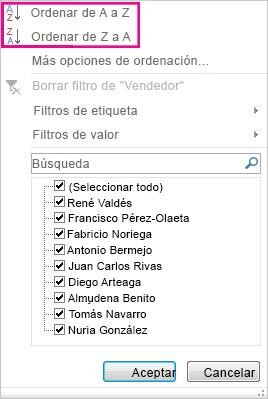 Ordenar de A a Z
Ordenar de Z a A
Más opciones de ordenación...
Borrar filtro de "Vendedor"
Filtros de etiqueta
Filtros de valor
Búsqueda
(Seleccionar todo)
René Valdés
Francisco Pérez-Olaeta
Fabricio Noriega
Antonio Bermejo
Juan Carlos Rivas
Diego Arteaga
Almudena Benito
Tomás Navarro
Nuria González
Aceptar Cancelar